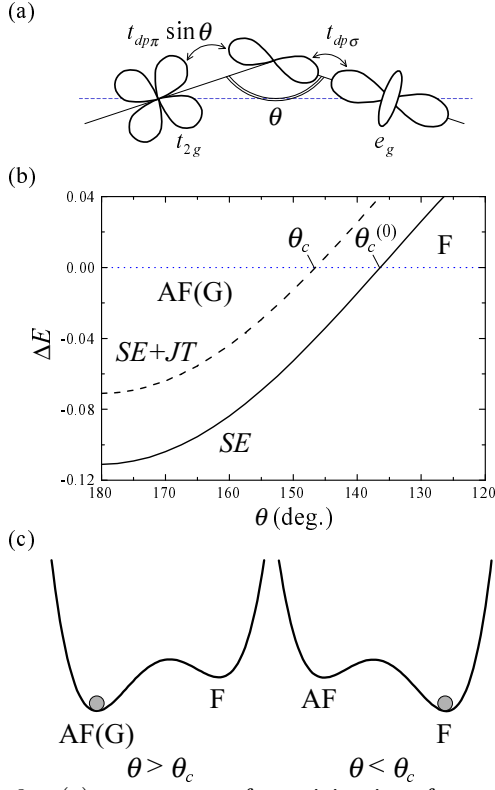 (a)
t_{dpπ} sin θ
t_{dpσ}
θ
t_{2g}
e_g
(b)
0.04
0.00
-0.04
-0.08
-0.12
ΔE
θ_c
θ_c^{(0)}
F
AF(G)
SE+JT
SE
180 170 160 150 140 130 120
θ (deg.)
(c)
F
AF
AF(G)
F
θ > θ_c
θ < θ_c